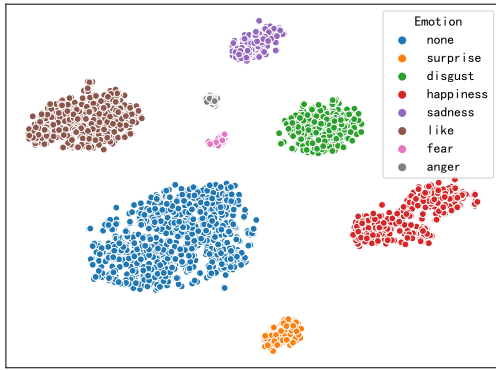 Emotion
none
surprise
disgust
happiness
sadness
like
fear
anger